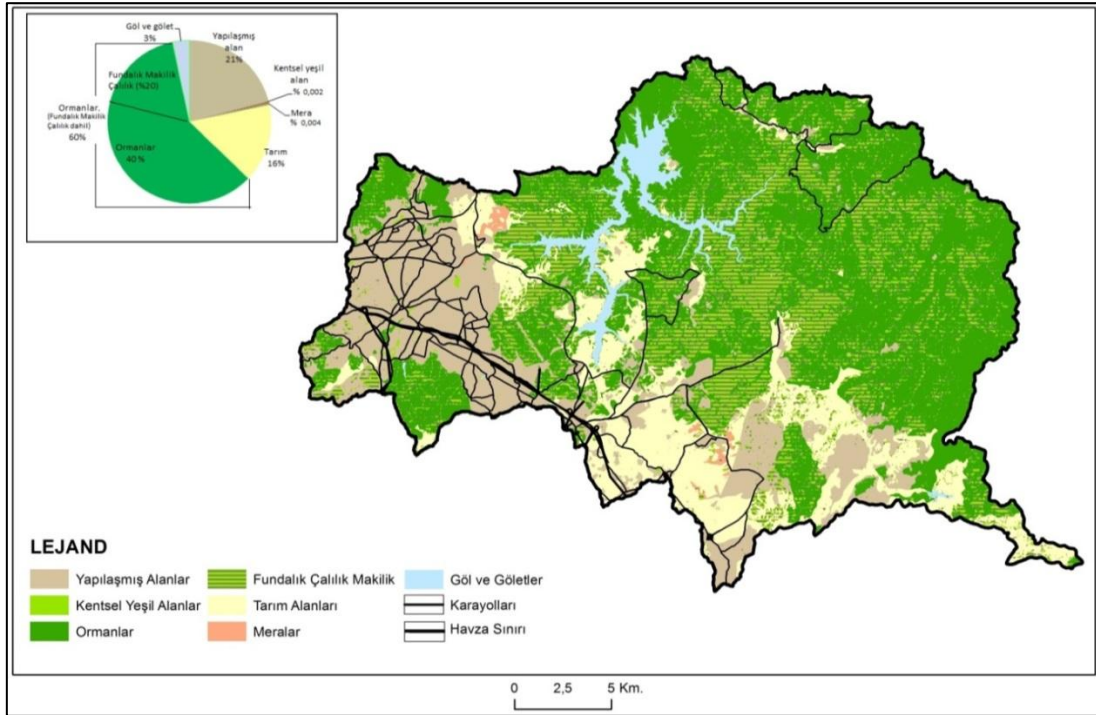 Göl ve gölet
3%
Yapılaşmış
alan
21%
Kentsel yeşil
alan
% 0,002
Mera
% 0,004
Tarım
16%
Fundalık Makilik
Çalılık (%20)
Ormanlar.
(Fundalık Makilik
Çalılık dahil)
60%
Ormanlar
40%
LEJAND
Yapılaşmış Alanlar
Kentsel Yeşil Alanlar
Ormanlar
Fundalık Çalılık Makilik
Tarım Alanları
Meralar
Göl ve Göletler
Karayolları
Havza Sınırı
0 2,5 5 Km.